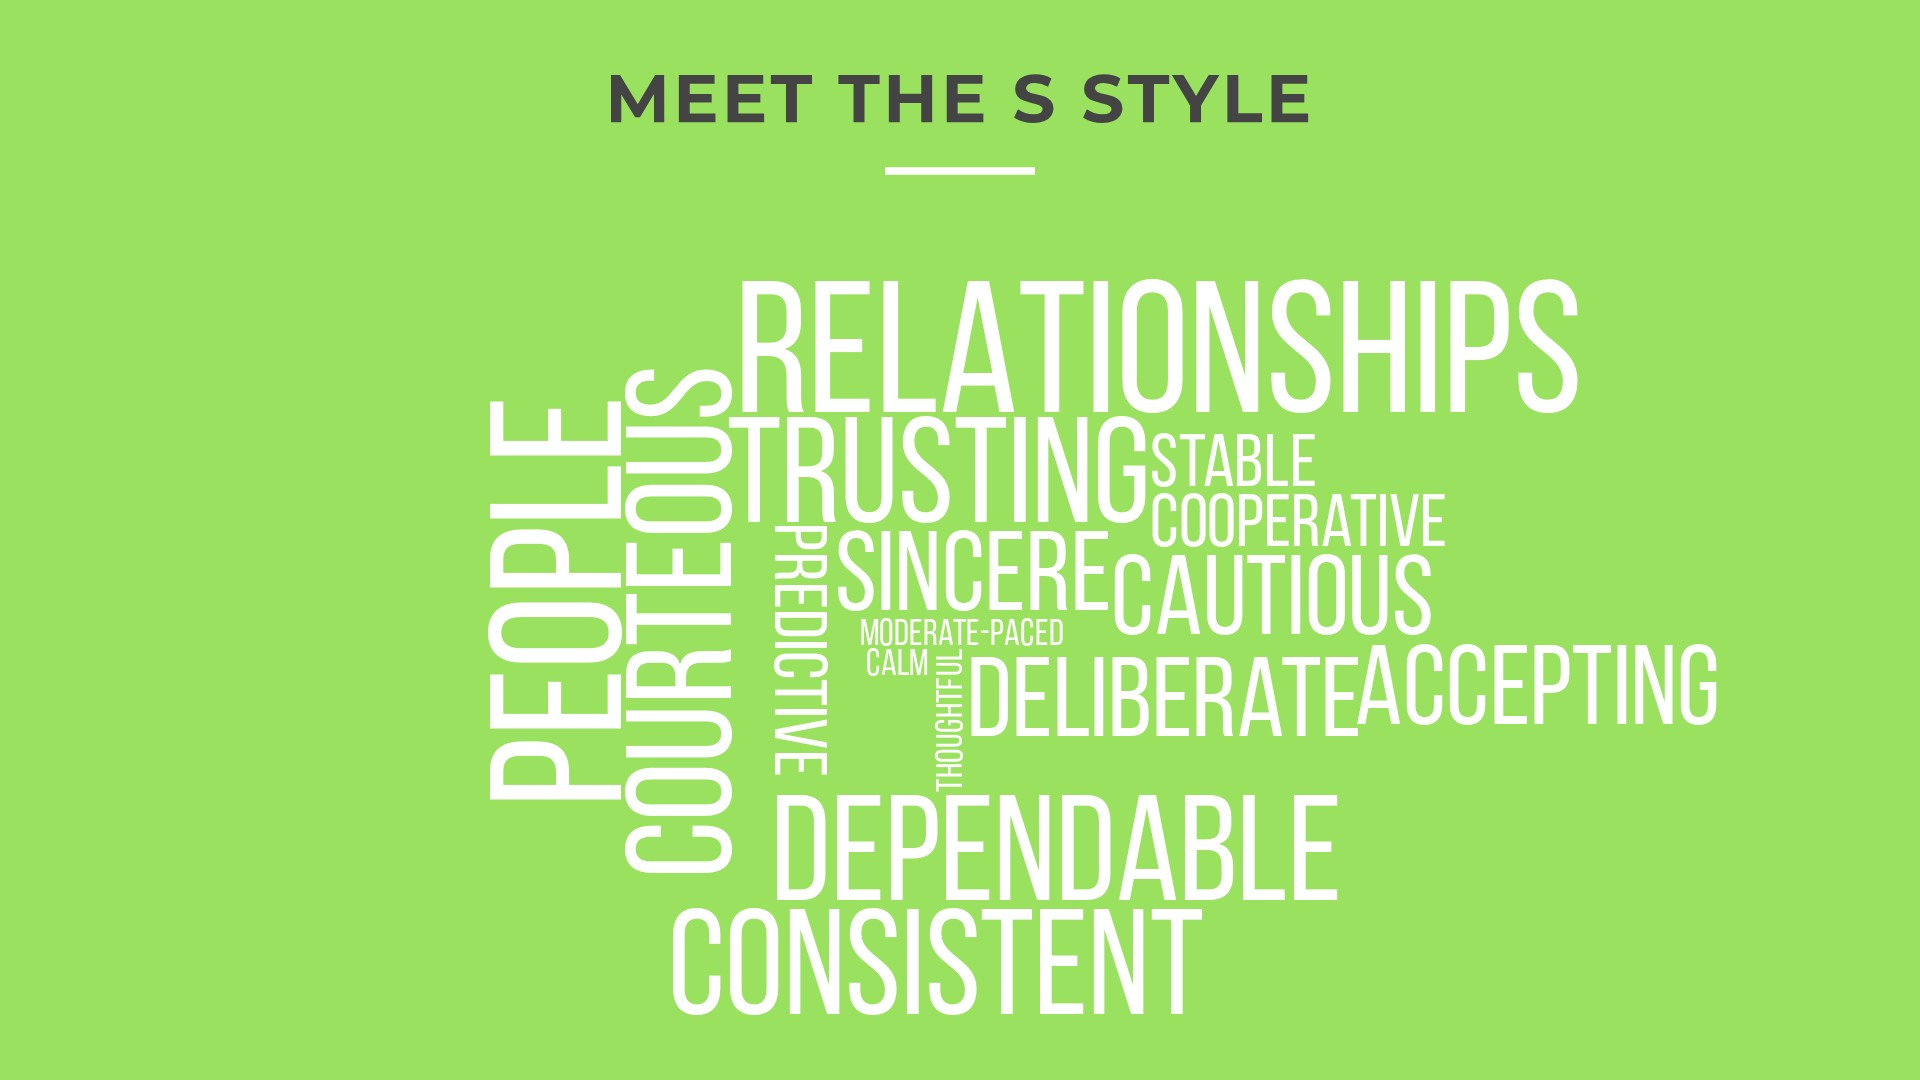 MEET THE S STYLE
RELATIONSHIPS
PEOPLE
COURTEOUS
TRUSTING
STABLE
COOPERATIVE
PREDICTIVE
SINCERE
CAUTIOUS
MODERATE-PACED
CALM
THOUGHTFUL
DELIBERATE
ACCEPTING
DEPENDABLE
CONSISTENT